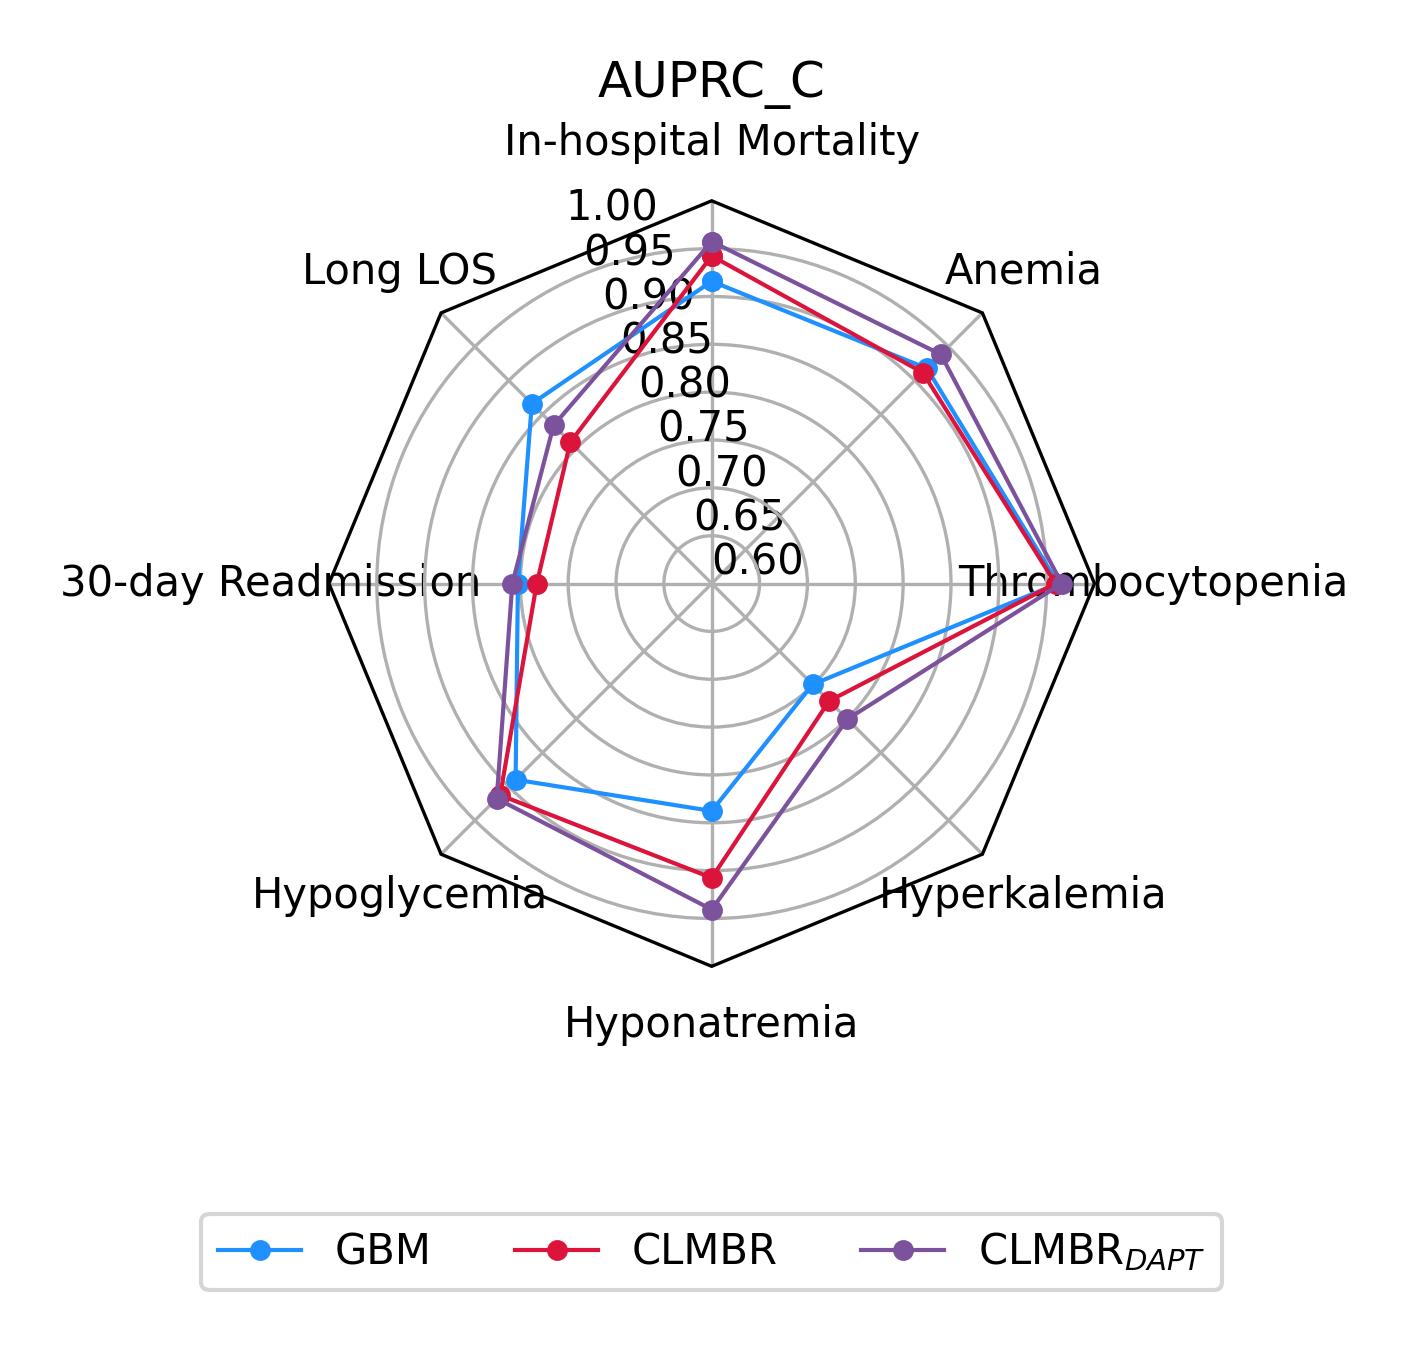 AUPRC_C
In-hospital Mortality
1.00
0.95
Long LOS
Anemia
0.90
0.85
0.80
0.75
0.70
0.65
0.60
30-day Readmission
Thrombocytopenia
Hypoglycemia
Hyperkalemia
Hyponatremia
GBM
CLMBR
CLMBR_DAPT